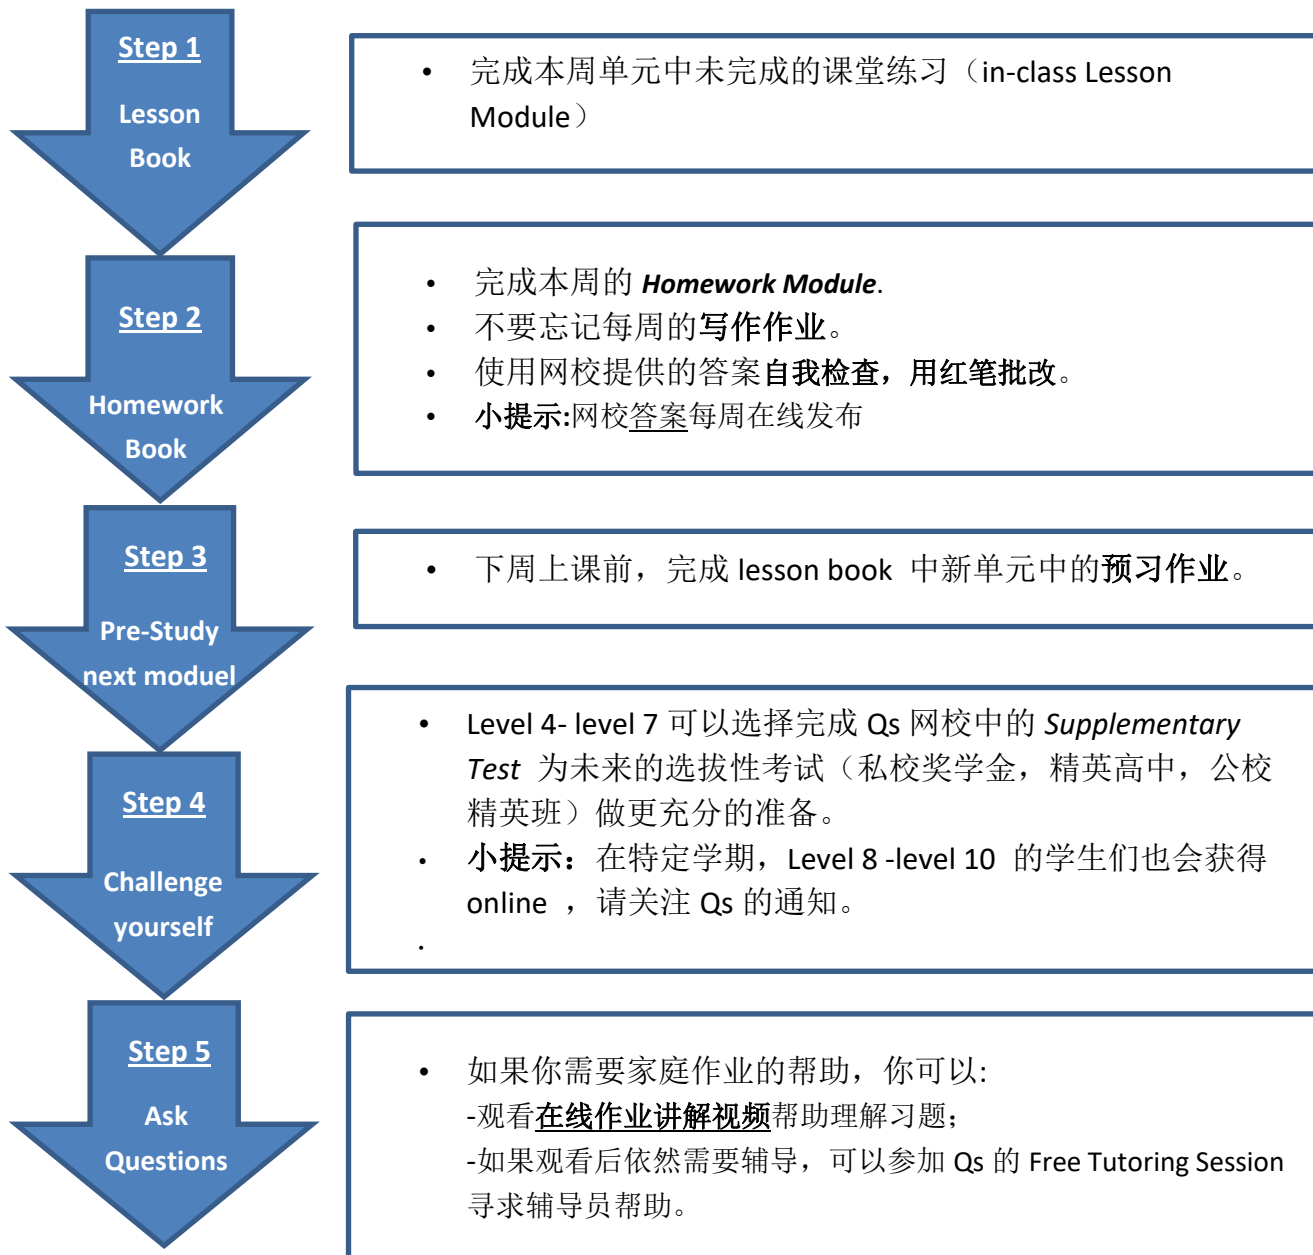 Step 1
Lesson
Book
• 完成本周单元中未完成的课堂练习（in-class Lesson
Module）
Step 2
Homework
Book
• 完成本周的 Homework Module.
• 不要忘记每周的写作作业。
• 使用网校提供的答案自我检查，用红笔批改。
• 小提示:网校答案每周在线发布
Step 3
Pre-Study
next moduel
• 下周上课前，完成 lesson book 中新单元中的预习作业。
Step 4
Challenge
yourself
• Level 4- level 7 可以选择完成 Qs 网校中的 Supplementary
Test 为未来的选拔性考试（私校奖学金，精英高中，公校
精英班）做更充分的准备。
• 小提示：在特定学期，Level 8 -level 10 的学生们也会获得
online ，请关注 Qs 的通知。
•
Step 5
Ask
Questions
• 如果你需要家庭作业的帮助，你可以:
-观看在线作业讲解视频帮助理解习题；
-如果观看后依然需要辅导，可以参加 Qs 的 Free Tutoring Session
寻求辅导员帮助。